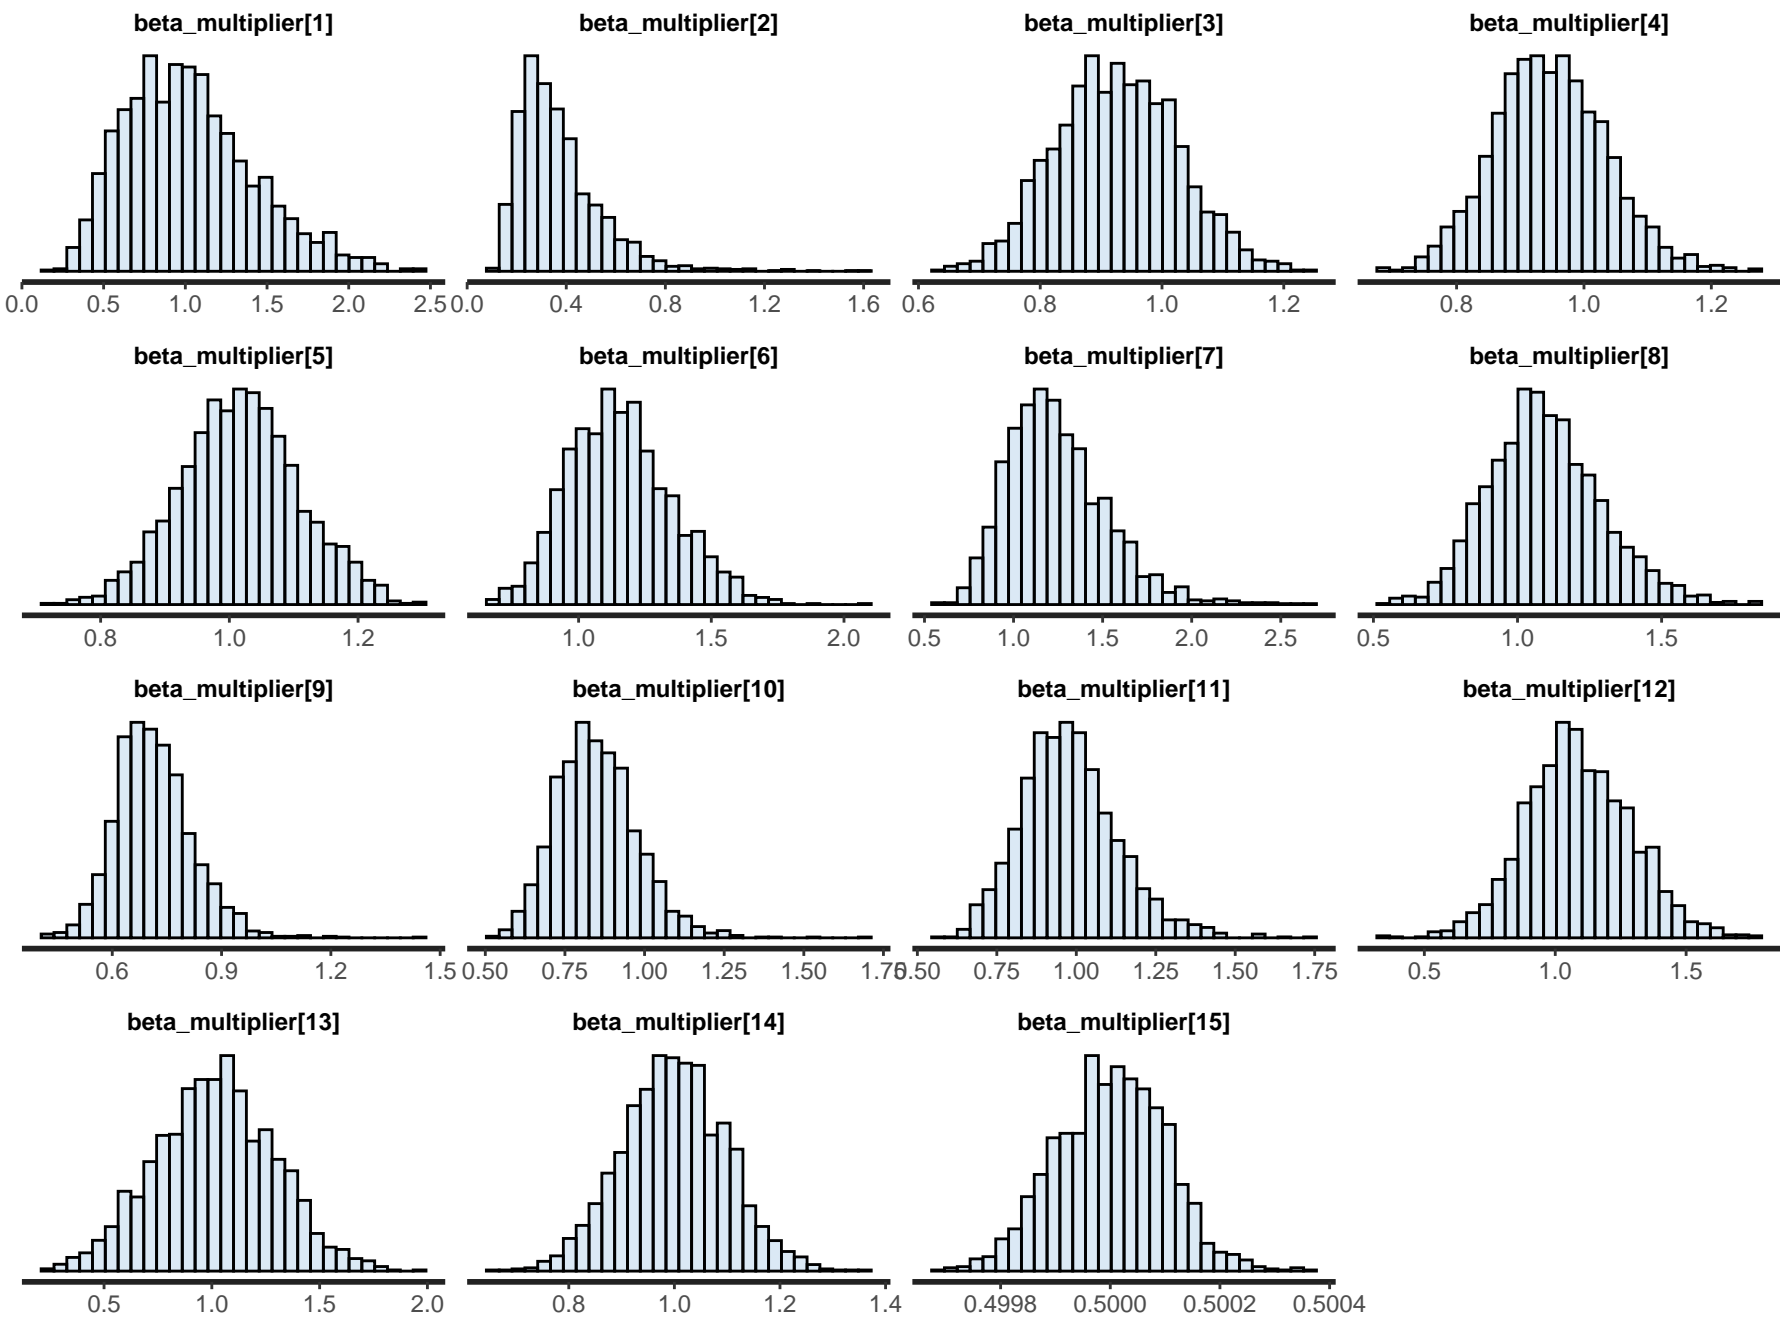 beta_multiplier[1] beta_multiplier[2] beta_multiplier[3] beta_multiplier[4]
0.0 0.5 1.0 1.5 2.0 2.5 0.0 0.4 0.8 1.2 1.6 0.6 0.8 1.0 1.2 0.8 1.0 1.2
beta_multiplier[5] beta_multiplier[6] beta_multiplier[7] beta_multiplier[8]
0.8 1.0 1.2 1.0 1.5 2.0 0.5 1.0 1.5 2.0 2.5 0.5 1.0 1.5
beta_multiplier[9] beta_multiplier[10] beta_multiplier[11] beta_multiplier[12]
0.6 0.9 1.2 1.5 0.50 0.75 1.00 1.25 1.50 1.75 0.50 0.75 1.00 1.25 1.50 1.75 0.5 1.0 1.5
beta_multiplier[13] beta_multiplier[14] beta_multiplier[15]
0.5 1.0 1.5 2.0 0.8 1.0 1.2 1.4 0.4998 0.5000 0.5002 0.5004